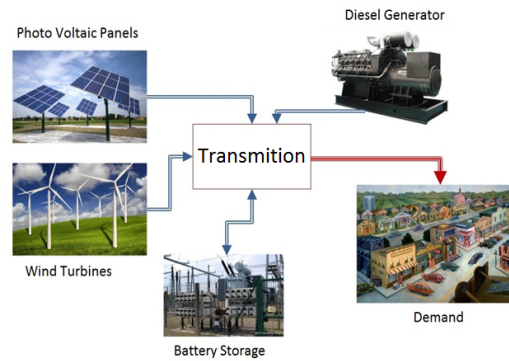 Diesel Generator
Photo Voltaic Panels
Transmition
Wind Turbines
Demand
Battery Storage